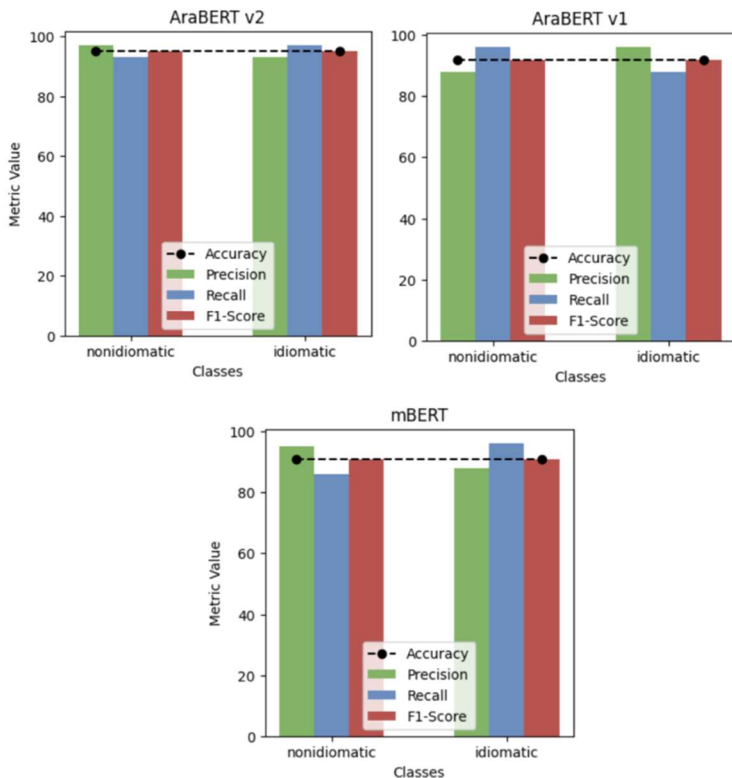 AraBERT v2
100
80
60
40
20
0
Metric Value
Accuracy
Precision
Recall
F1-Score
nonidiomatic idiomatic
Classes
AraBERT v1
100
80
60
40
20
0
Accuracy
Precision
Recall
F1-Score
nonidiomatic idiomatic
Classes
mBERT
100
80
60
40
20
0
Metric Value
Accuracy
Precision
Recall
F1-Score
nonidiomatic idiomatic
Classes